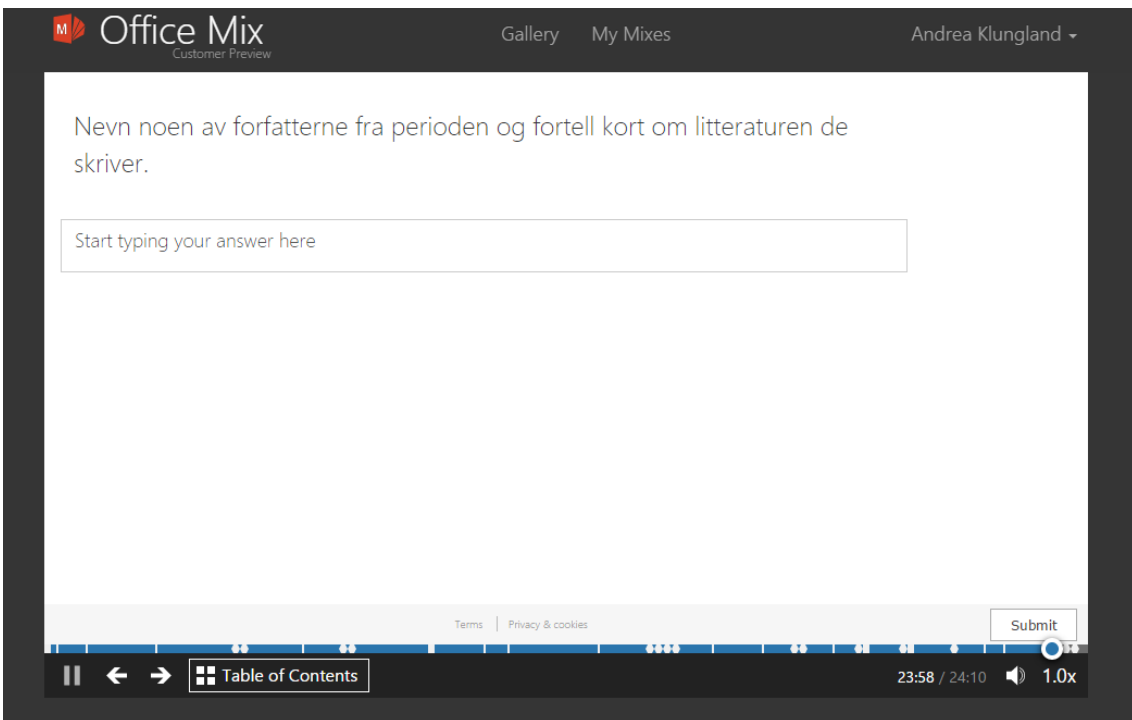 Office Mix
Customer Preview
Gallery My Mixes Andrea Klungland
Nevn noen av forfatterne fra perioden og fortell kort om litteraturen de
skriver.
Start typing your answer here
Terms | Privacy & cookies
Submit
Table of Contents 23:58 / 24:10 1.0x